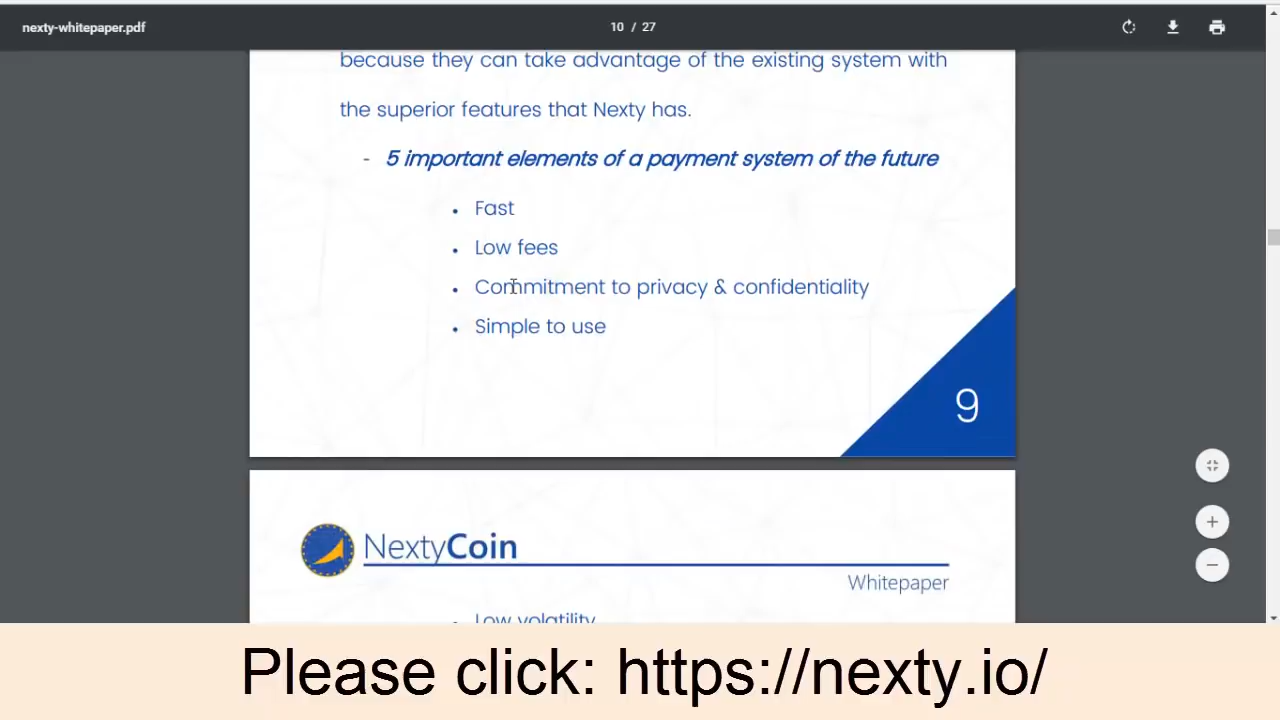 nexty-whitepaper.pdf
10 / 27
because they can take advantage of the existing system with
the superior features that Nexty has.
- 5 important elements of a payment system of the future
• Fast
• Low fees
• Commitment to privacy & confidentiality
• Simple to use
9
NextyCoin
Whitepaper
• Low volatility
Please click: https://nexty.io/